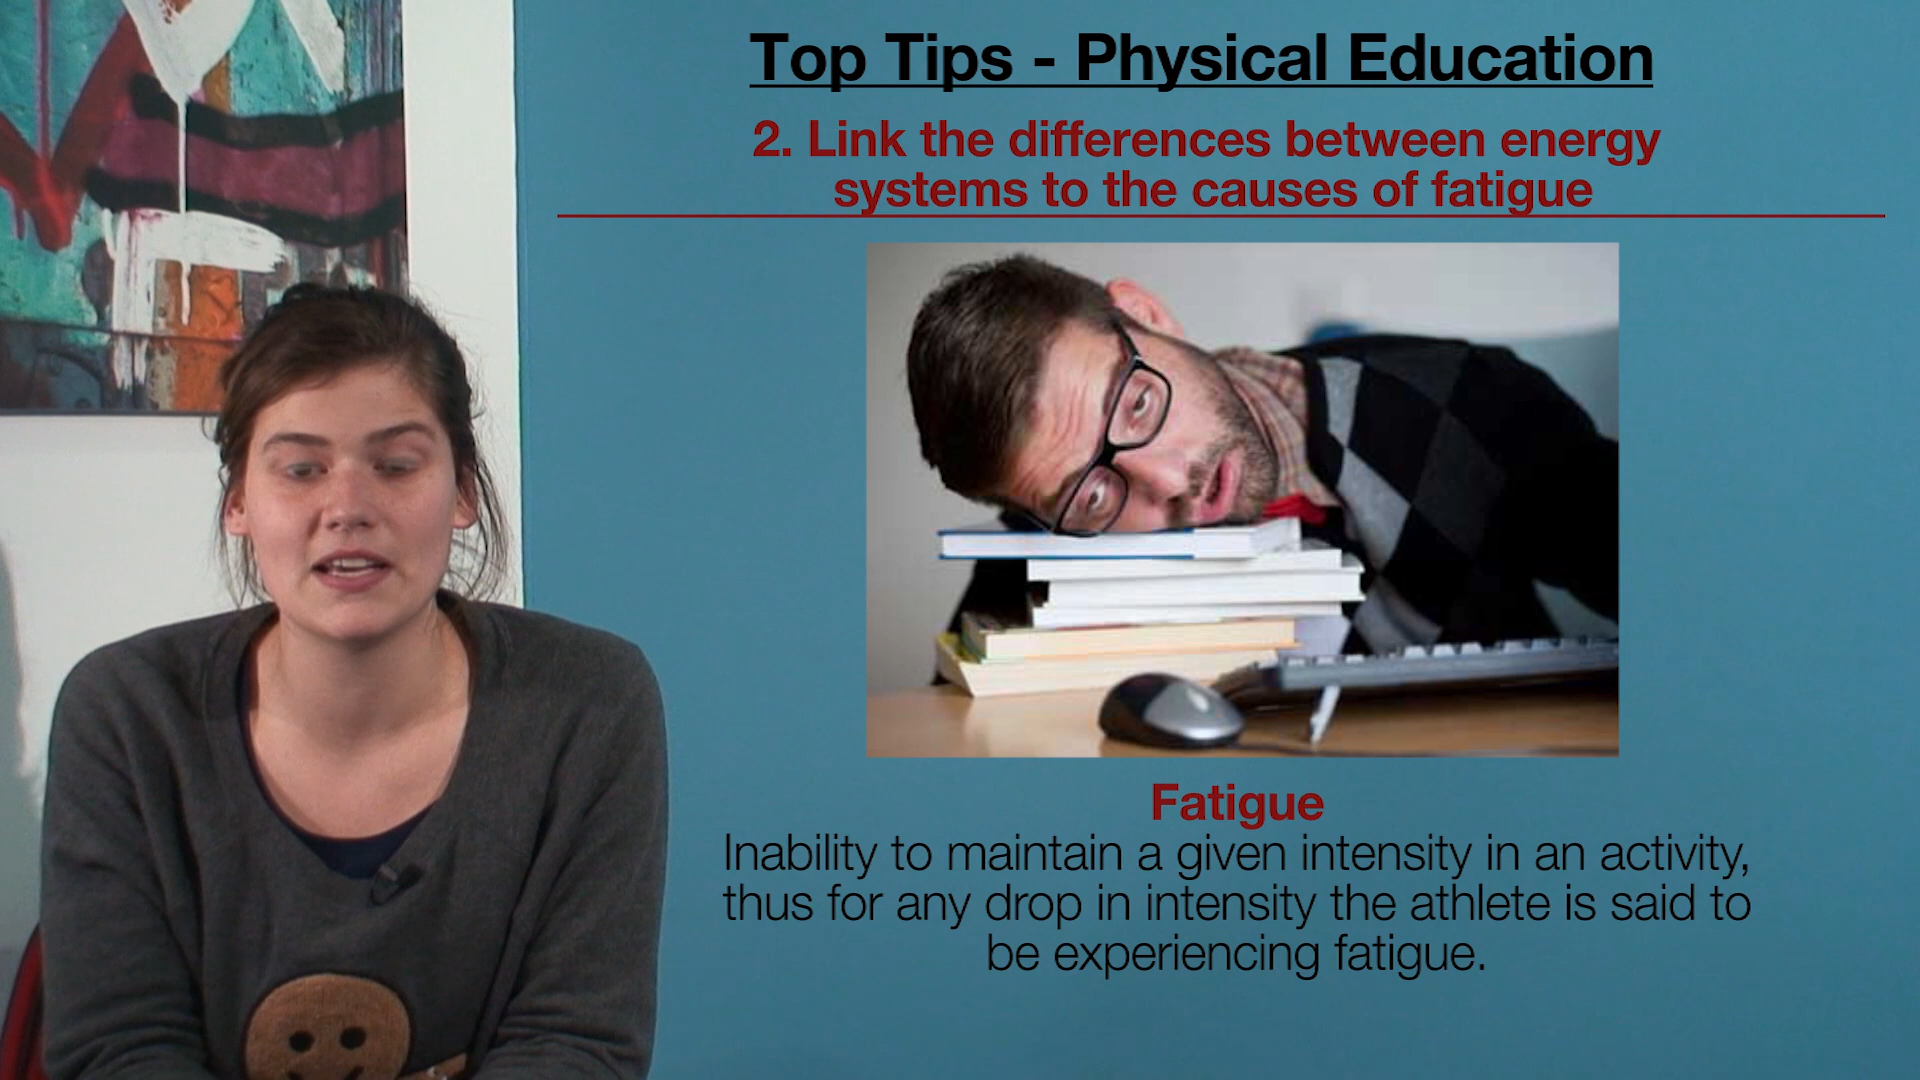 Top Tips - Physical Education
2. Link the differences between energy
systems to the causes of fatigue
Fatigue
Inability to maintain a given intensity in an activity,
thus for any drop in intensity the athlete is said to
be experiencing fatigue.